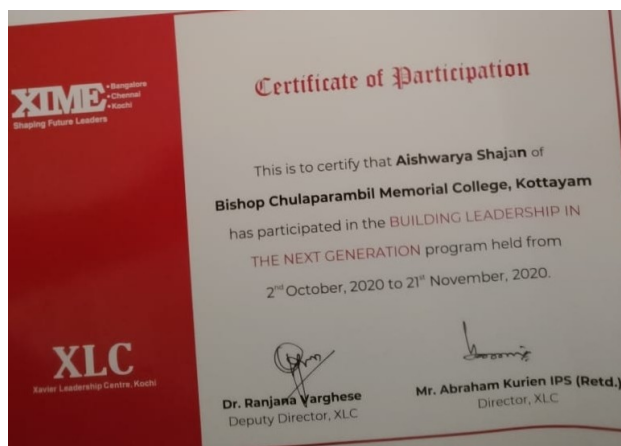 XIME
• Bangalore
• Chennai
• Kochi
Shaping Future Leaders
Certificate of Participation
This is to certify that Aishwarya Shajan of
Bishop Chulaparambil Memorial College, Kottayam
has participated in the BUILDING LEADERSHIP IN
THE NEXT GENERATION program held from
2nd October, 2020 to 21st November, 2020.
XLC
Xavier Leadership Centre, Kochi
Dr. Ranjana Varghese
Deputy Director, XLC
Mr. Abraham Kurien IPS (Retd.)
Director, XLC